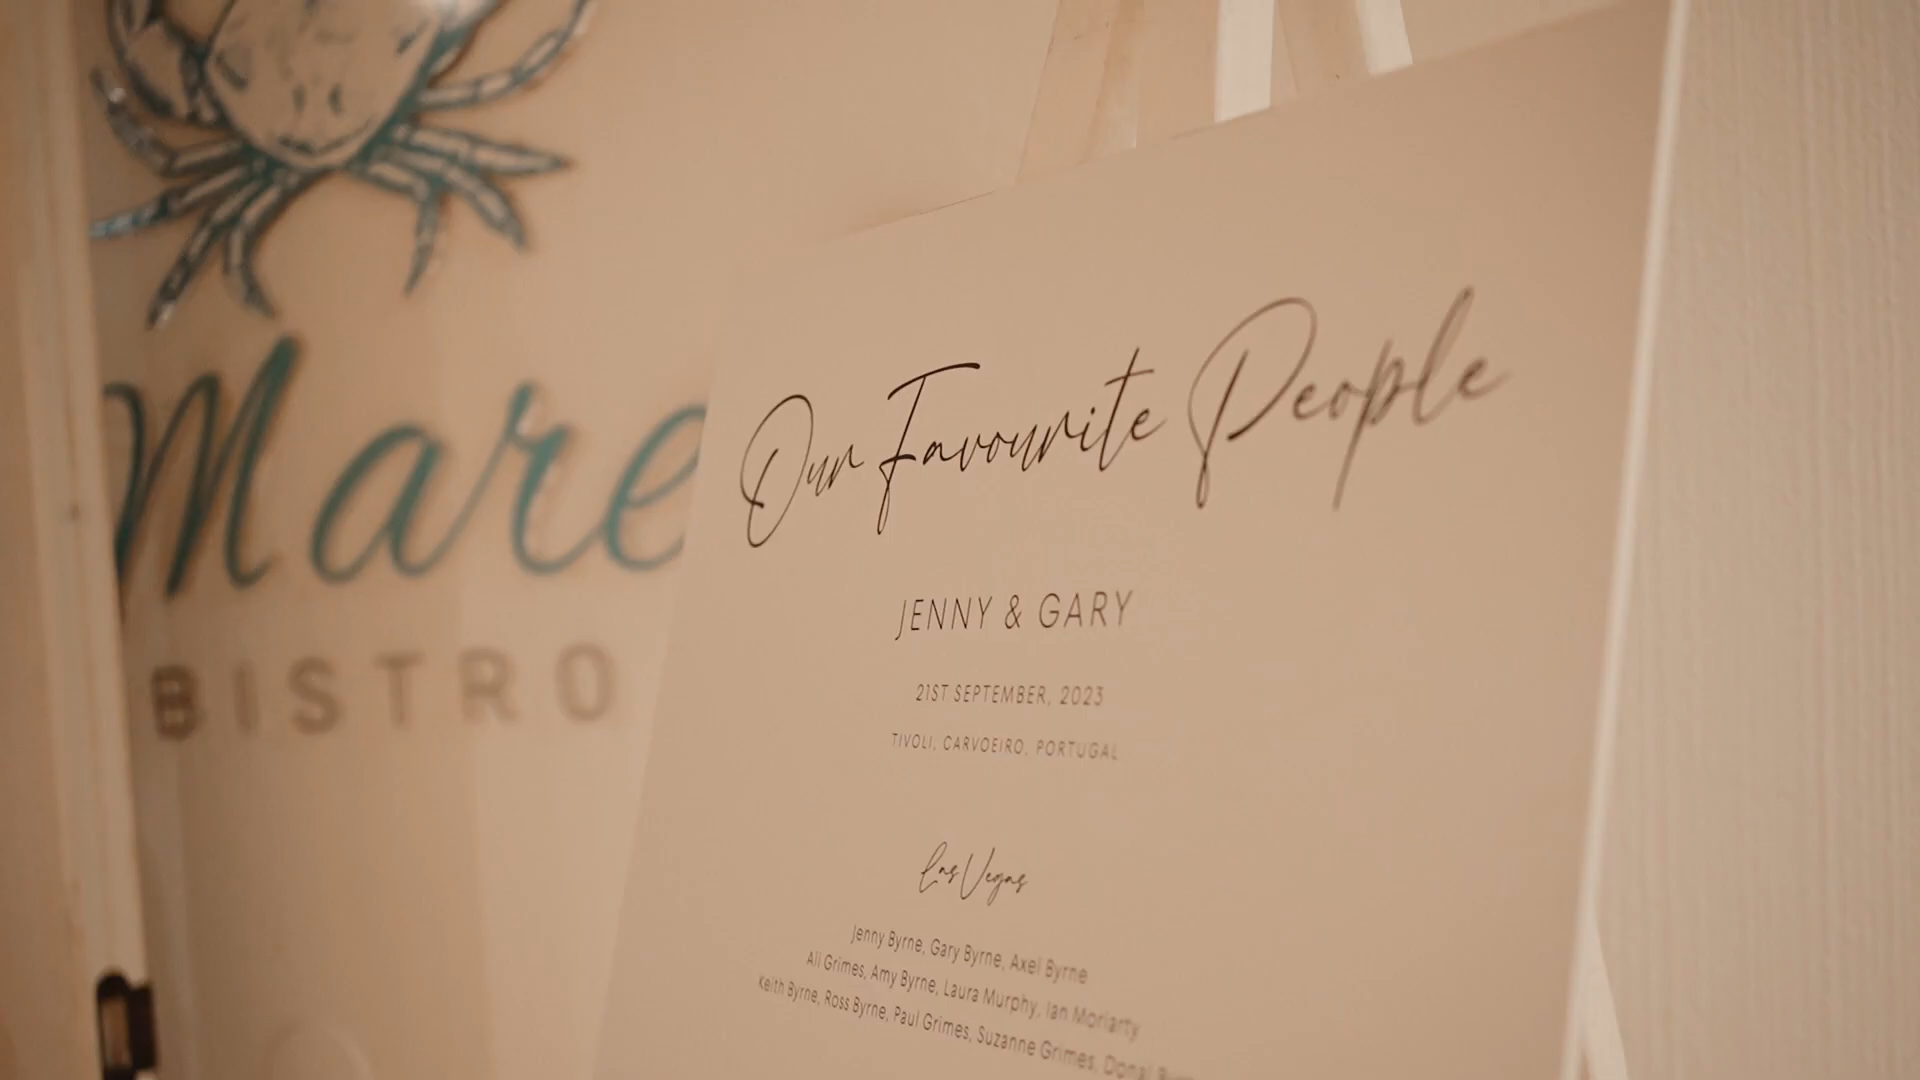 Mare
BISTRO
Our Favourite People
JENNY & GARY
21ST SEPTEMBER, 2023
TIVOLI, CARVOEIRO, PORTUGAL
Las Vegas
Jenny Byrne, Gary Byrne, Axel Byrne
Ali Grimes, Amy Byrne, Laura Murphy, Ian Moriarty
Keith Byrne, Ross Byrne, Paul Grimes, Suzanne Grimes, Donal